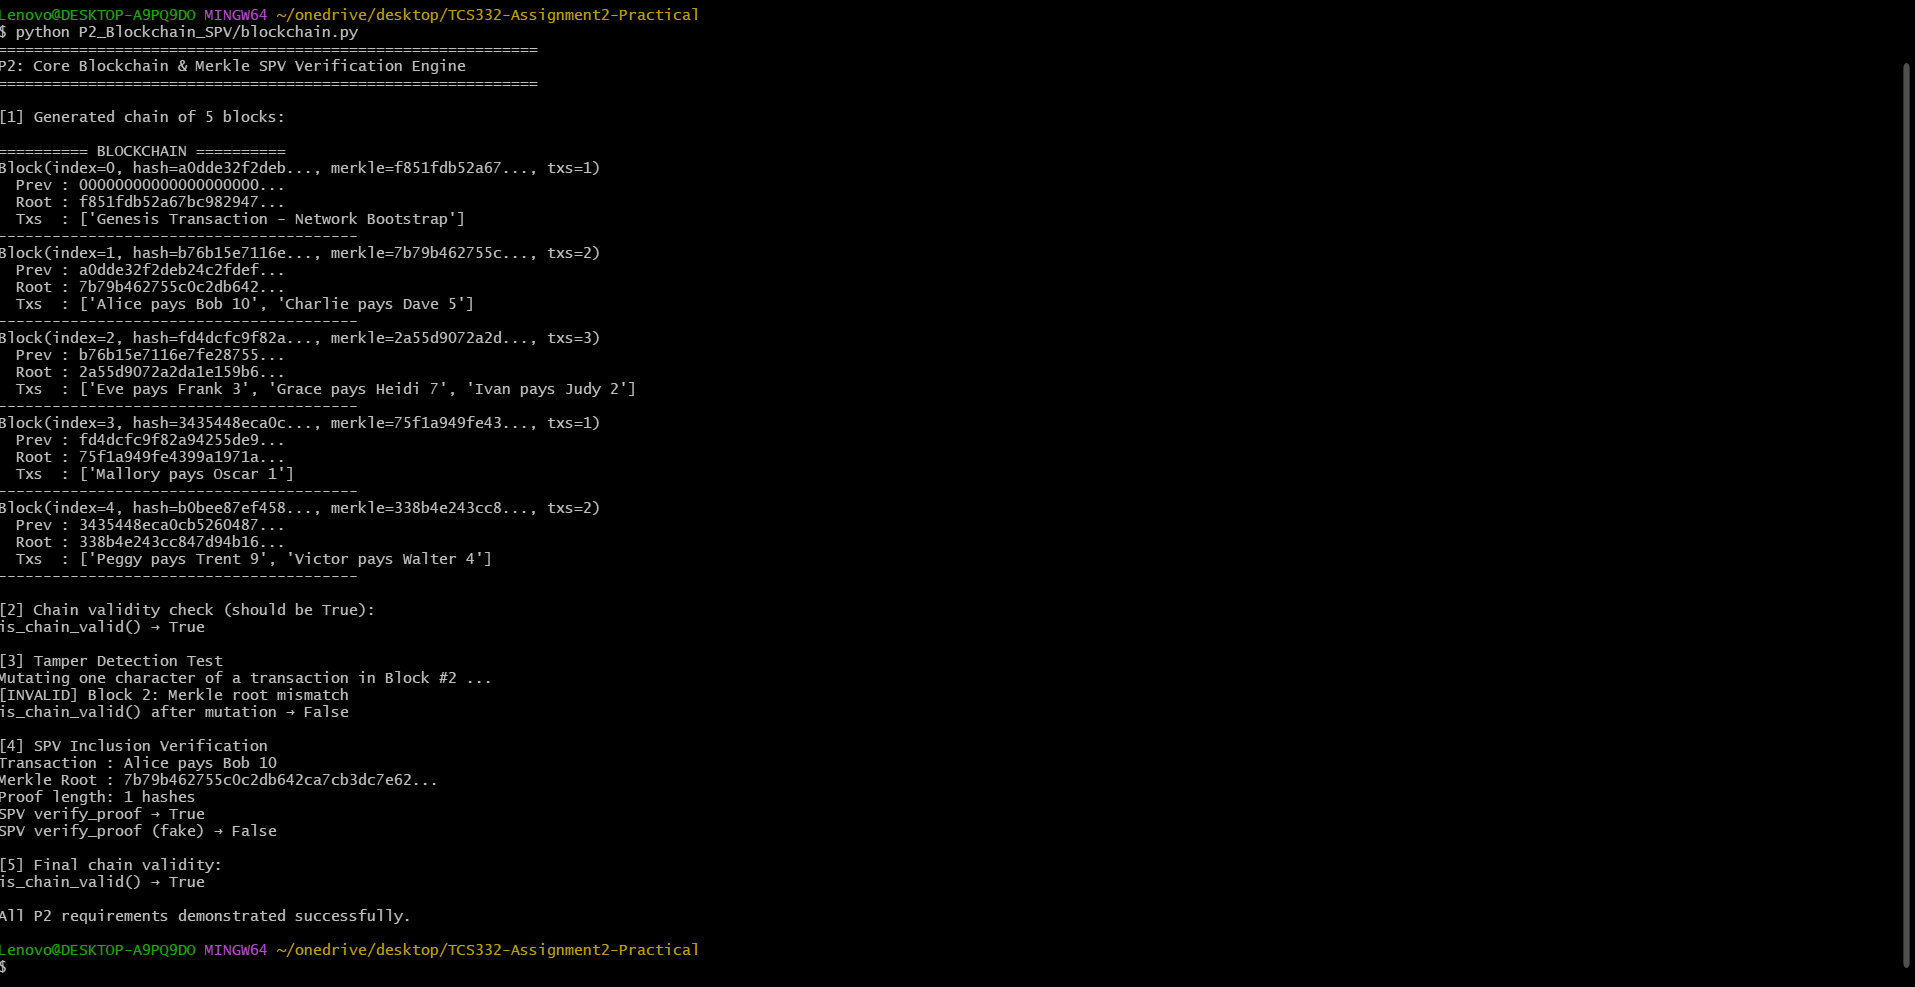 Lenovo@DESKTOP-A9PQ9DO MINGW64 ~/onedrive/desktop/TCS332-Assignment2-Practical
$ python P2_Blockchain_SPV/blockchain.py
============================================================
P2: Core Blockchain & Merkle SPV Verification Engine
============================================================

[1] Generated chain of 5 blocks:

========== BLOCKCHAIN ==========
Block(index=0, hash=a0dde32f2deb..., merkle=f851fdb52a67..., txs=1)
  Prev : 00000000000000000000...
  Root : f851fdb52a67bc982947...
  Txs  : ['Genesis Transaction - Network Bootstrap']
----------------------------------------
Block(index=1, hash=b76b15e7116e..., merkle=7b79b462755c..., txs=2)
  Prev : a0dde32f2deb24c2fdef...
  Root : 7b79b462755c0c2db642...
  Txs  : ['Alice pays Bob 10', 'Charlie pays Dave 5']
----------------------------------------
Block(index=2, hash=fd4dcfc9f82a..., merkle=2a55d9072a2d..., txs=3)
  Prev : b76b15e7116e7fe28755...
  Root : 2a55d9072a2da1e159b6...
  Txs  : ['Eve pays Frank 3', 'Grace pays Heidi 7', 'Ivan pays Judy 2']
----------------------------------------
Block(index=3, hash=3435448eca0c..., merkle=75f1a949fe43..., txs=1)
  Prev : fd4dcfc9f82a94255de9...
  Root : 75f1a949fe4399a1971a...
  Txs  : ['Mallory pays Oscar 1']
----------------------------------------
Block(index=4, hash=b0bee87ef458..., merkle=338b4e243cc8..., txs=2)
  Prev : 3435448eca0cb5260487...
  Root : 338b4e243cc847d94b16...
  Txs  : ['Peggy pays Trent 9', 'Victor pays Walter 4']
----------------------------------------

[2] Chain validity check (should be True):
is_chain_valid() → True

[3] Tamper Detection Test
Mutating one character of a transaction in Block #2 ...
[INVALID] Block 2: Merkle root mismatch
is_chain_valid() after mutation → False

[4] SPV Inclusion Verification
Transaction : Alice pays Bob 10
Merkle Root : 7b79b462755c0c2db642ca7cb3dc7e62...
Proof length: 1 hashes
SPV verify_proof → True
SPV verify_proof (fake) → False

[5] Final chain validity:
is_chain_valid() → True

All P2 requirements demonstrated successfully.

Lenovo@DESKTOP-A9PQ9DO MINGW64 ~/onedrive/desktop/TCS332-Assignment2-Practical
$